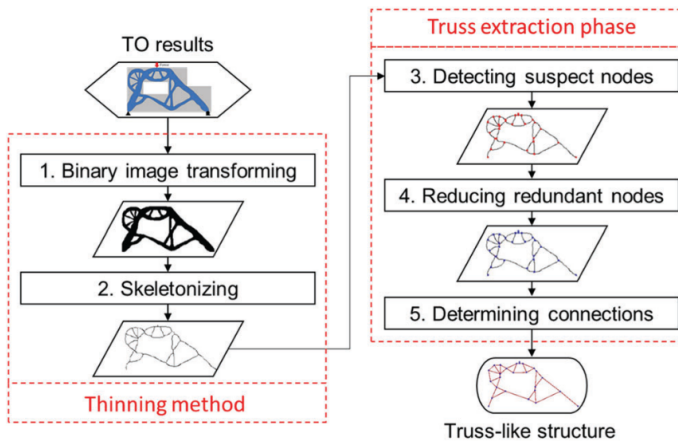 TO results
1. Binary image transforming
2. Skeletonizing
Thinning method
Truss extraction phase
3. Detecting suspect nodes
4. Reducing redundant nodes
5. Determining connections
Truss-like structure